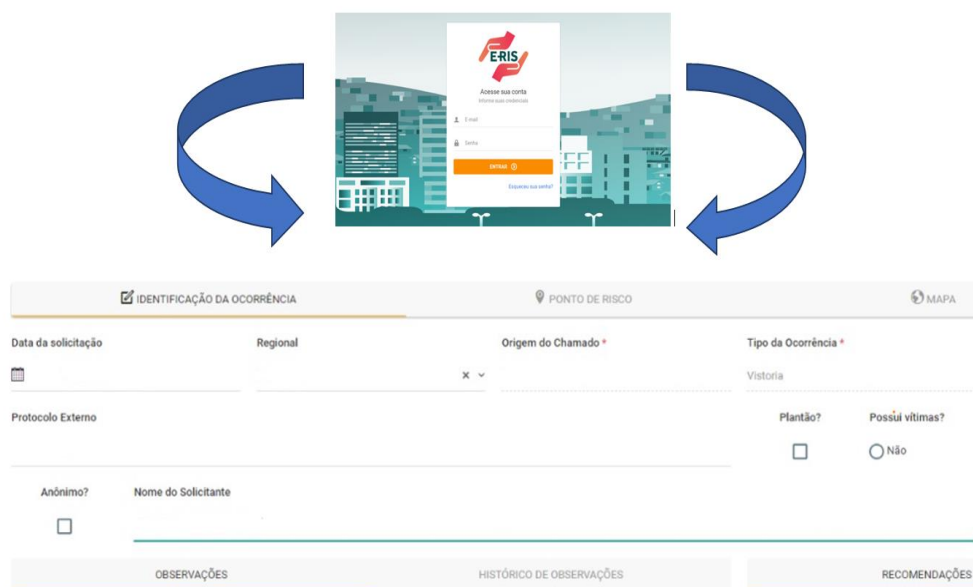 E-RIS
Acesse sua conta
Informe suas credenciais
E-mail
Senha
ENTRAR
Esqueceu sua senha?
IDENTIFICAÇÃO DA OCORRÊNCIA PONTO DE RISCO MAPA
Data da solicitação Regional Origem do Chamado * Tipo da Ocorrência *
Vistoria
Protocolo Externo Plantão? Possui vítimas?
Não
Anônimo? Nome do Solicitante
OBSERVAÇÕES HISTÓRICO DE OBSERVAÇÕES RECOMENDAÇÕES